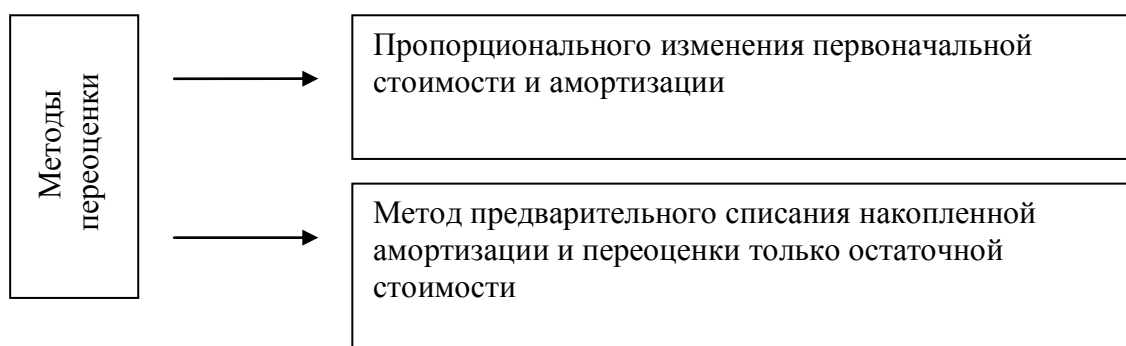 Методы
переоценки
Пропорционального изменения первоначальной
стоимости и амортизации
Метод предварительного списания накопленной
амортизации и переоценки только остаточной
стоимости